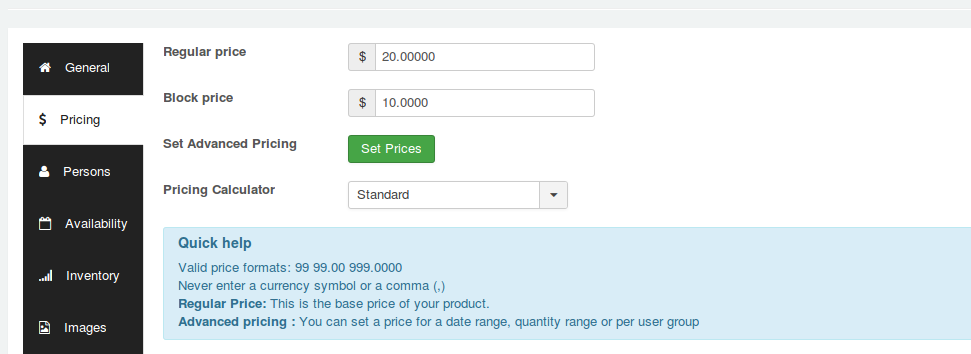 General
Pricing
Persons
Availability
Inventory
Images
Regular price
$ 20.00000
Block price
$ 10.0000
Set Advanced Pricing
Set Prices
Pricing Calculator
Standard
Quick help
Valid price formats: 99 99.00 999.0000
Never enter a currency symbol or a comma (,)
Regular Price: This is the base price of your product.
Advanced pricing : You can set a price for a date range, quantity range or per user group